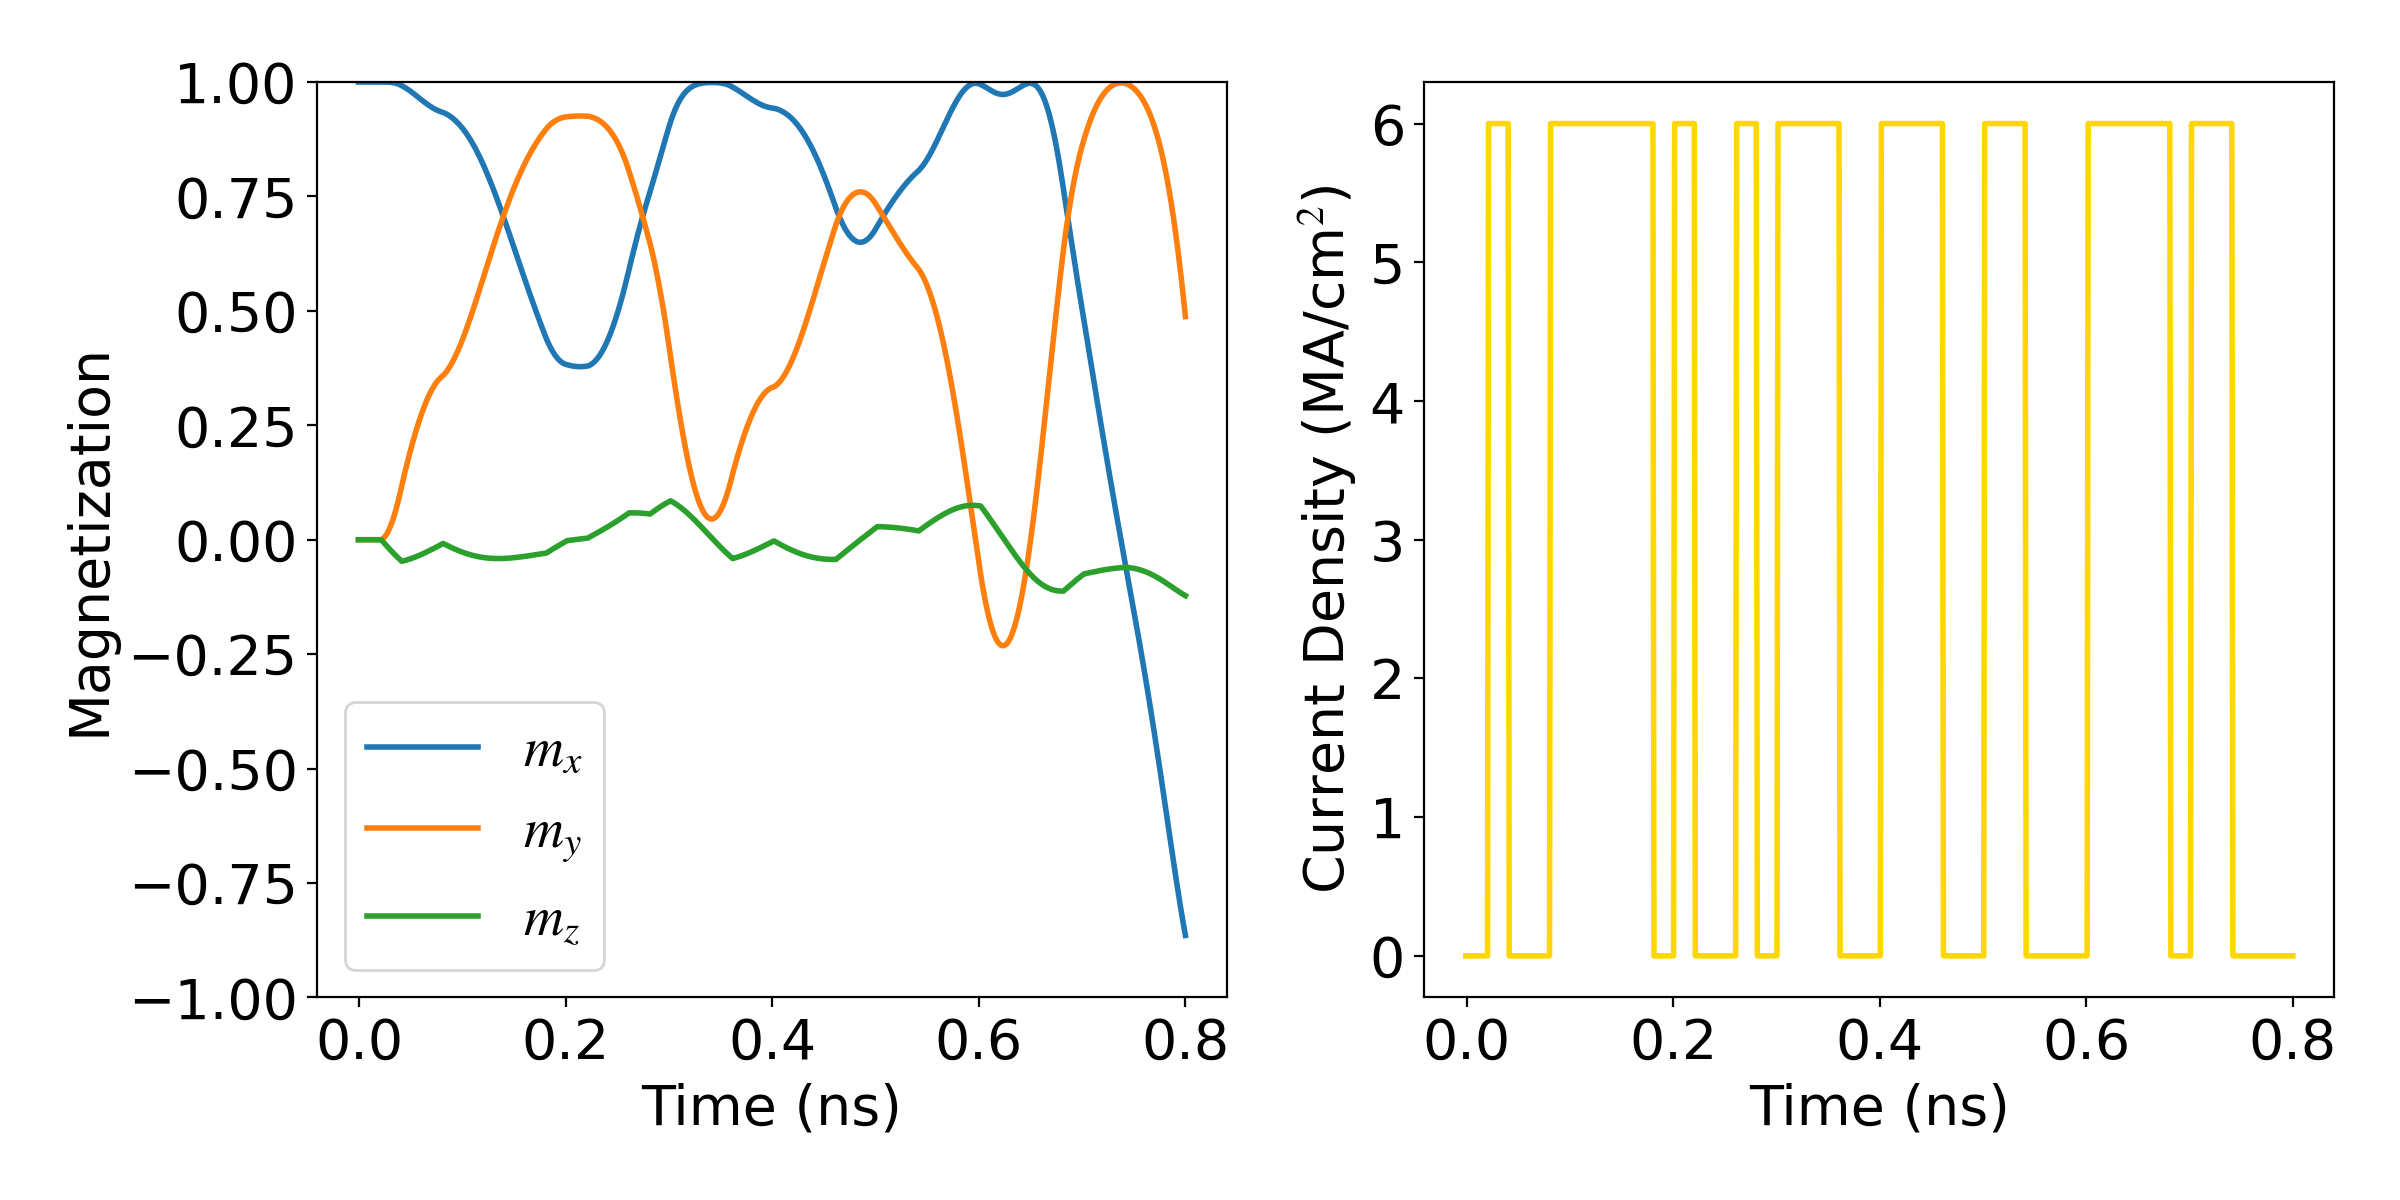 Magnetization
1.00
0.75
0.50
0.25
0.00
−0.25
−0.50
−0.75
−1.00
m_x
m_y
m_z
0.0 0.2 0.4 0.6 0.8
Time (ns)
Current Density (MA/cm²)
6
5
4
3
2
1
0
0.0 0.2 0.4 0.6 0.8
Time (ns)